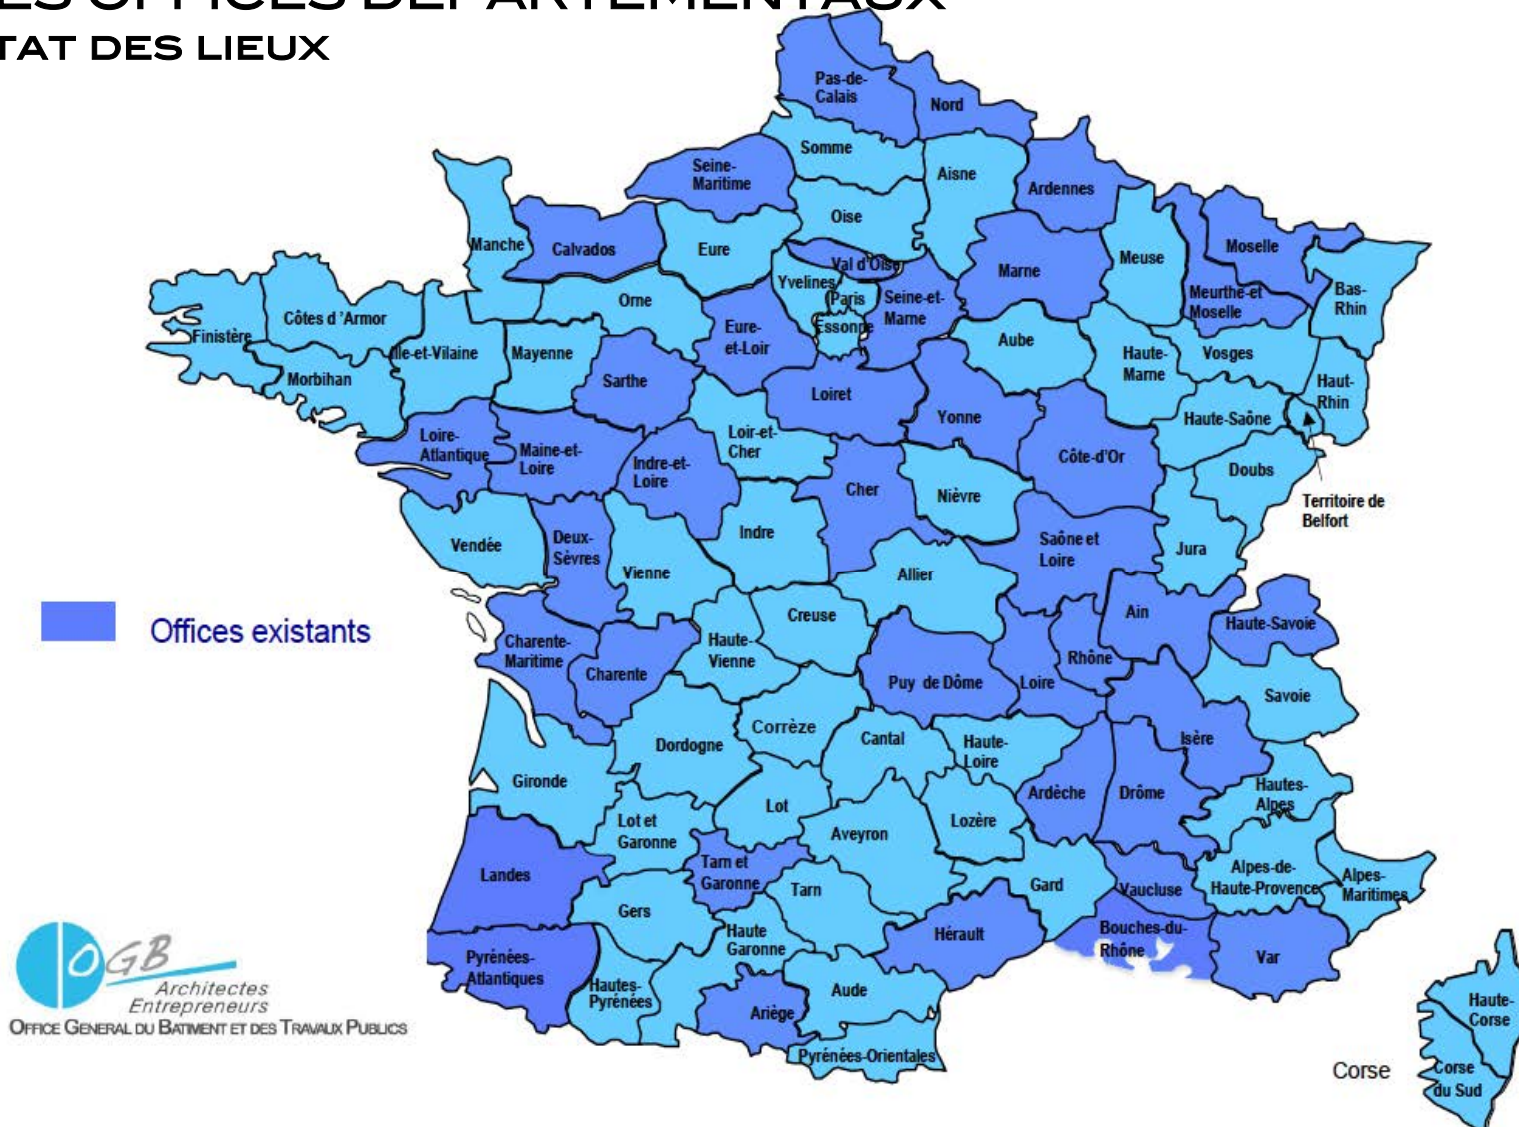 ES OFFICES DEPARTEMENTAUX
TAT DES LIEUX
Pas-de-
Calais
Nord
Somme
Seine-
Maritime
Aisne
Ardennes
Oise
Manche
Calvados
Eure
Val d'Oise
Marne
Meuse
Moselle
Yvelines
Paris
Seine-et-
Marne
Meurthe-et
Moselle
Bas-
Rhin
Orne
Côtes d 'Armor
Finistère
Essonne
Eure-
et-Loir
Aube
Ille-et-Vilaine
Mayenne
Haute-
Marne
Vosges
Morbihan
Sarthe
Loiret
Haut-
Rhin
Yonne
Haute-Saône
Loire-
Atlantique
Maine-et-
Loire
Indre-et-
Loire
Loir-et-
Cher
Côte-d'Or
Doubs
Cher
Nièvre
Territoire de
Belfort
Vendée
Deux-
Sèvres
Indre
Saône et
Loire
Jura
Vienne
Allier
Offices existants
Creuse
Ain
Haute-Savoie
Charente-
Maritime
Haute-
Vienne
Charente
Rhône
Puy de Dôme
Loire
Savoie
Corrèze
Dordogne
Cantal
Haute-
Loire
Isère
Gironde
Ardèche
Drôme
Hautes-
Alpes
Lot
Lot et
Garonne
Aveyron
Lozère
Landes
Tarn et
Garonne
Tarn
Gard
Vaucluse
Alpes-de-
Haute-Provence
Alpes-
Maritimes
Gers
Haute
Garonne
Hérault
Bouches-du-
Rhône
Var
Pyrénées-
Atlantiques
Hautes-
Pyrénées
Aude
Ariège
Pyrénées-Orientales
Haute-
Corse
Corse
Corse
du Sud
OGB
Architectes
Entrepreneurs
OFFICE GENERAL DU BATIMENT ET DES TRAVAUX PUBLICS